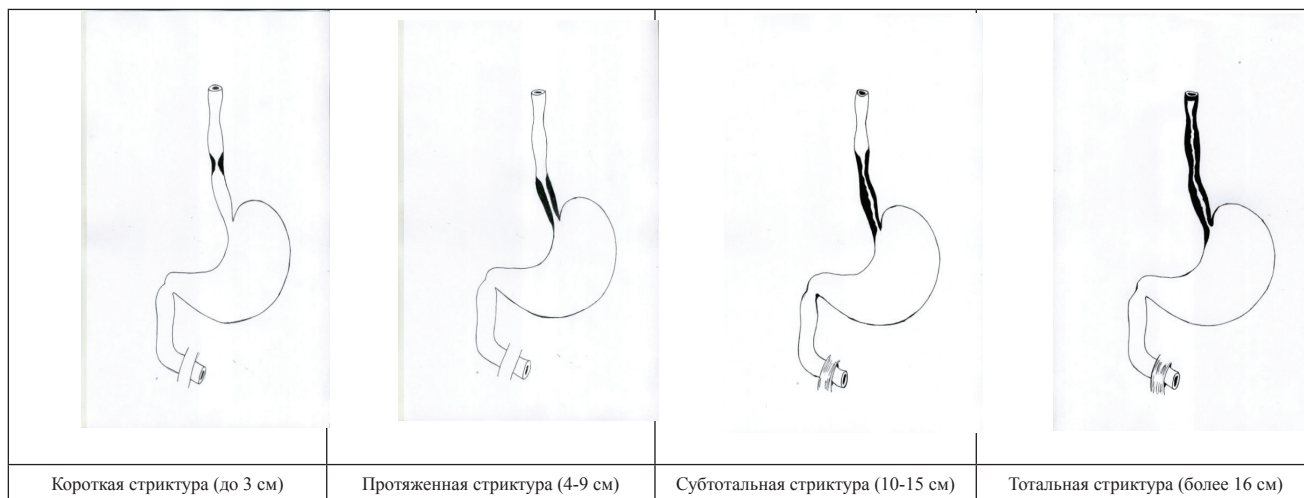 Короткая стриктура (до 3 см)
Протяженная стриктура (4-9 см)
Субтотальная стриктура (10-15 см)
Тотальная стриктура (более 16 см)